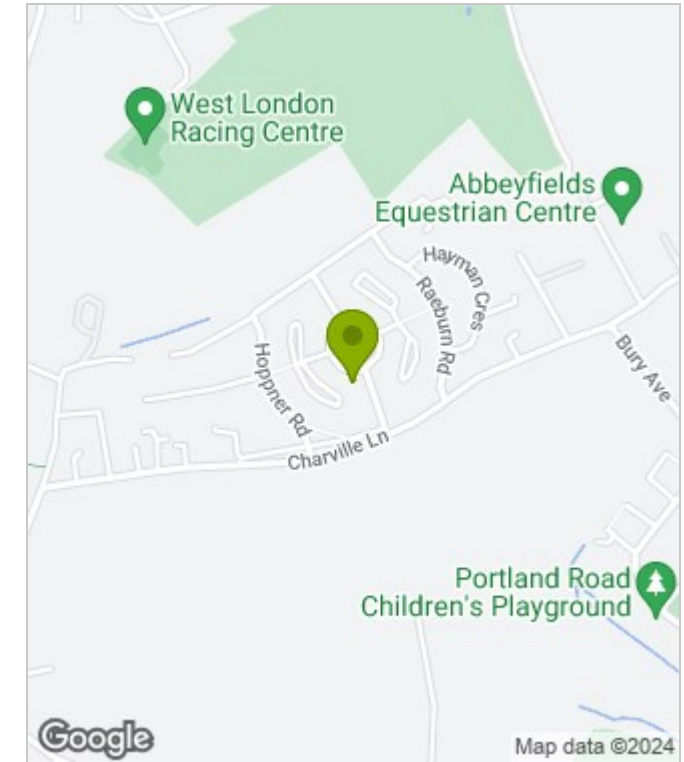 West London
Racing Centre
Abbeyfields
Equestrian Centre
Hayman Cres
Raeburn Rd
Hoppner Rd
Bury Ave
Charville Ln
Portland Road
Children's Playground
Google
Map data ©2024